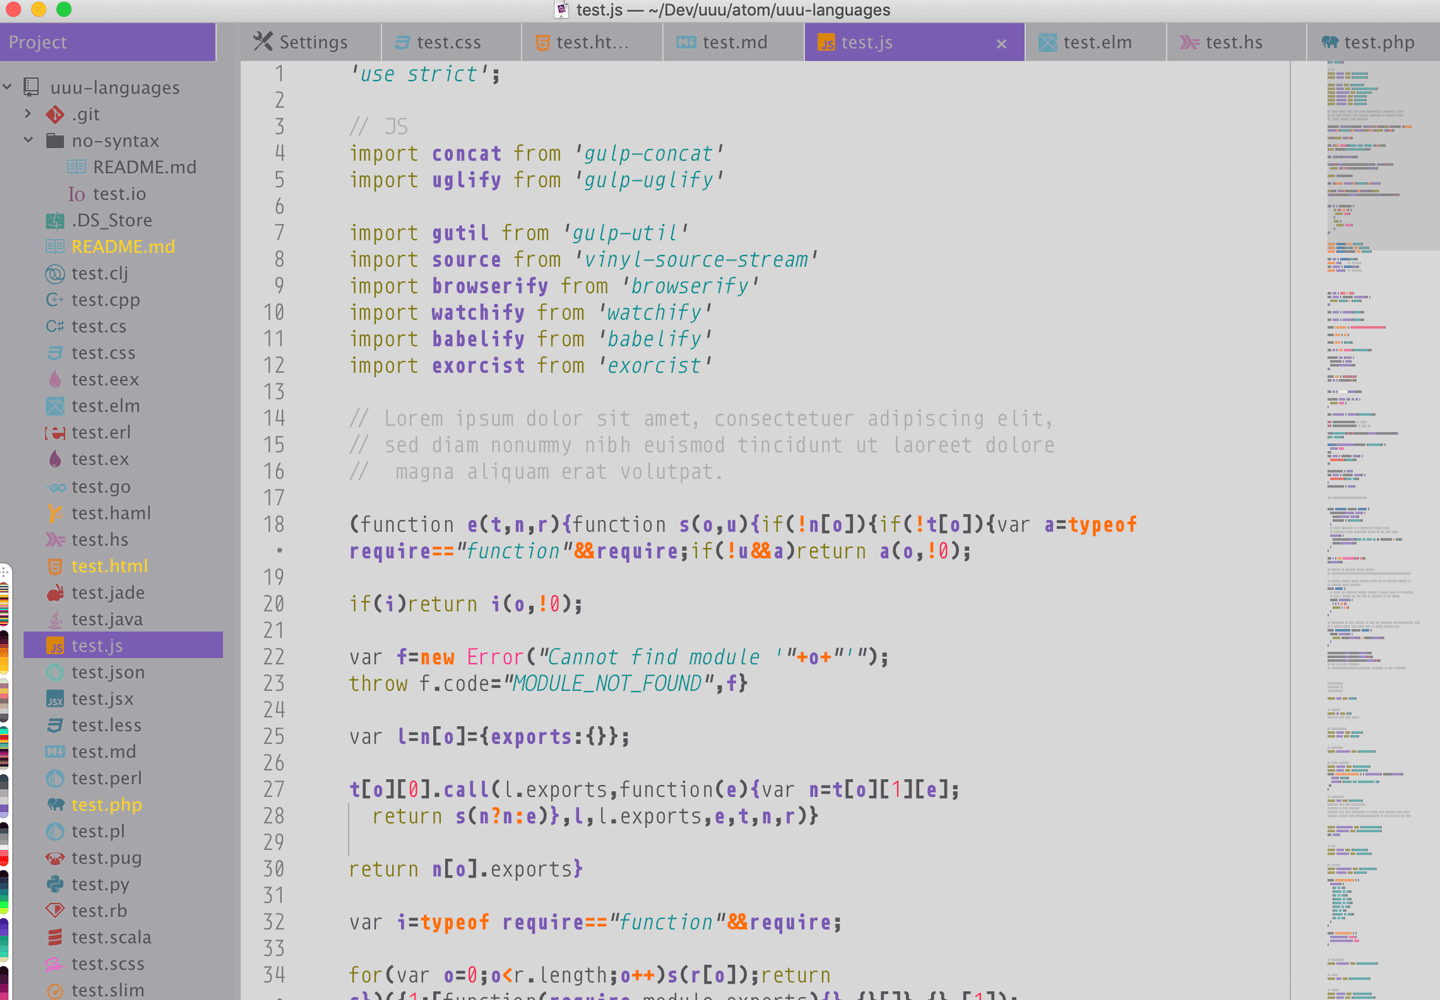 test.js — ~/Dev/uuu/atom/uuu-languages
Project
Settings
test.css
test.ht...
test.md
test.js
test.elm
test.hs
test.php
uuu-languages
.git
no-syntax
README.md
Io test.io
.DS_Store
README.md
test.clj
test.cpp
C# test.cs
test.css
test.eex
test.elm
test.erl
test.ex
GO test.go
test.haml
test.hs
test.html
test.jade
test.java
JS test.js
test.json
JSX test.jsx
test.less
test.md
test.perl
test.php
test.pl
test.pug
test.py
test.rb
test.scala
test.scss
test.slim
1 'use strict';
2
3 // JS
4 import concat from 'gulp-concat'
5 import uglify from 'gulp-uglify'
6
7 import gutil from 'gulp-util'
8 import source from 'vinyl-source-stream'
9 import browserify from 'browserify'
10 import watchify from 'watchify'
11 import babelify from 'babelify'
12 import exorcist from 'exorcist'
13
14 // Lorem ipsum dolor sit amet, consectetuer adipiscing elit,
15 // sed diam nonummy nibh euismod tincidunt ut laoreet dolore
16 //  magna aliquam erat volutpat.
17
18 (function e(t,n,r){function s(o,u){if(!n[o]){if(!t[o]){var a=typeof
• require=="function"&&require;if(!u&&a)return a(o,!0);
19
20 if(i)return i(o,!0);
21
22 var f=new Error("Cannot find module '"+o+"'");
23 throw f.code="MODULE_NOT_FOUND",f}
24
25 var l=n[o]={exports:{}};
26
27 t[o][0].call(l.exports,function(e){var n=t[o][1][e];
28   return s(n?n:e)},l,l.exports,e,t,n,r)}
29
30 return n[o].exports}
31
32 var i=typeof require=="function"&&require;
33
34 for(var o=0;o<r.length;o++)s(r[o]);return
• s})({1:[function(require,module,exports){},{}],{},[1]);